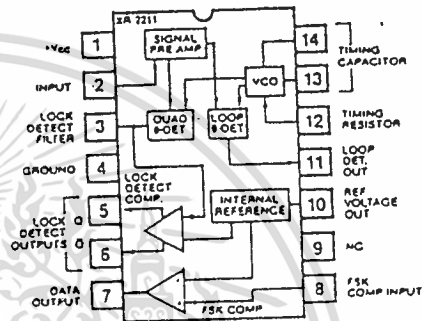 XR 2211
+Vcc
1
INPUT
2
LOCK
DETECT
FILTER
3
GROUND
4
LOCK
DETECT
OUTPUTS
Q
5
Q̅
6
DATA
OUTPUT
7
SIGNAL
PRE AMP
QUAD
φ-DET
LOOP
φ-DET
VCO
LOCK
DETECT
COMP.
INTERNAL
REFERENCE
FSK COMP
14
TIMING
CAPACITOR
13
12
TIMING
RESISTOR
11
LOOP
DET.
OUT
10
REF
VOLTAGE
OUT
9
NC
8
FSK
COMP INPUT